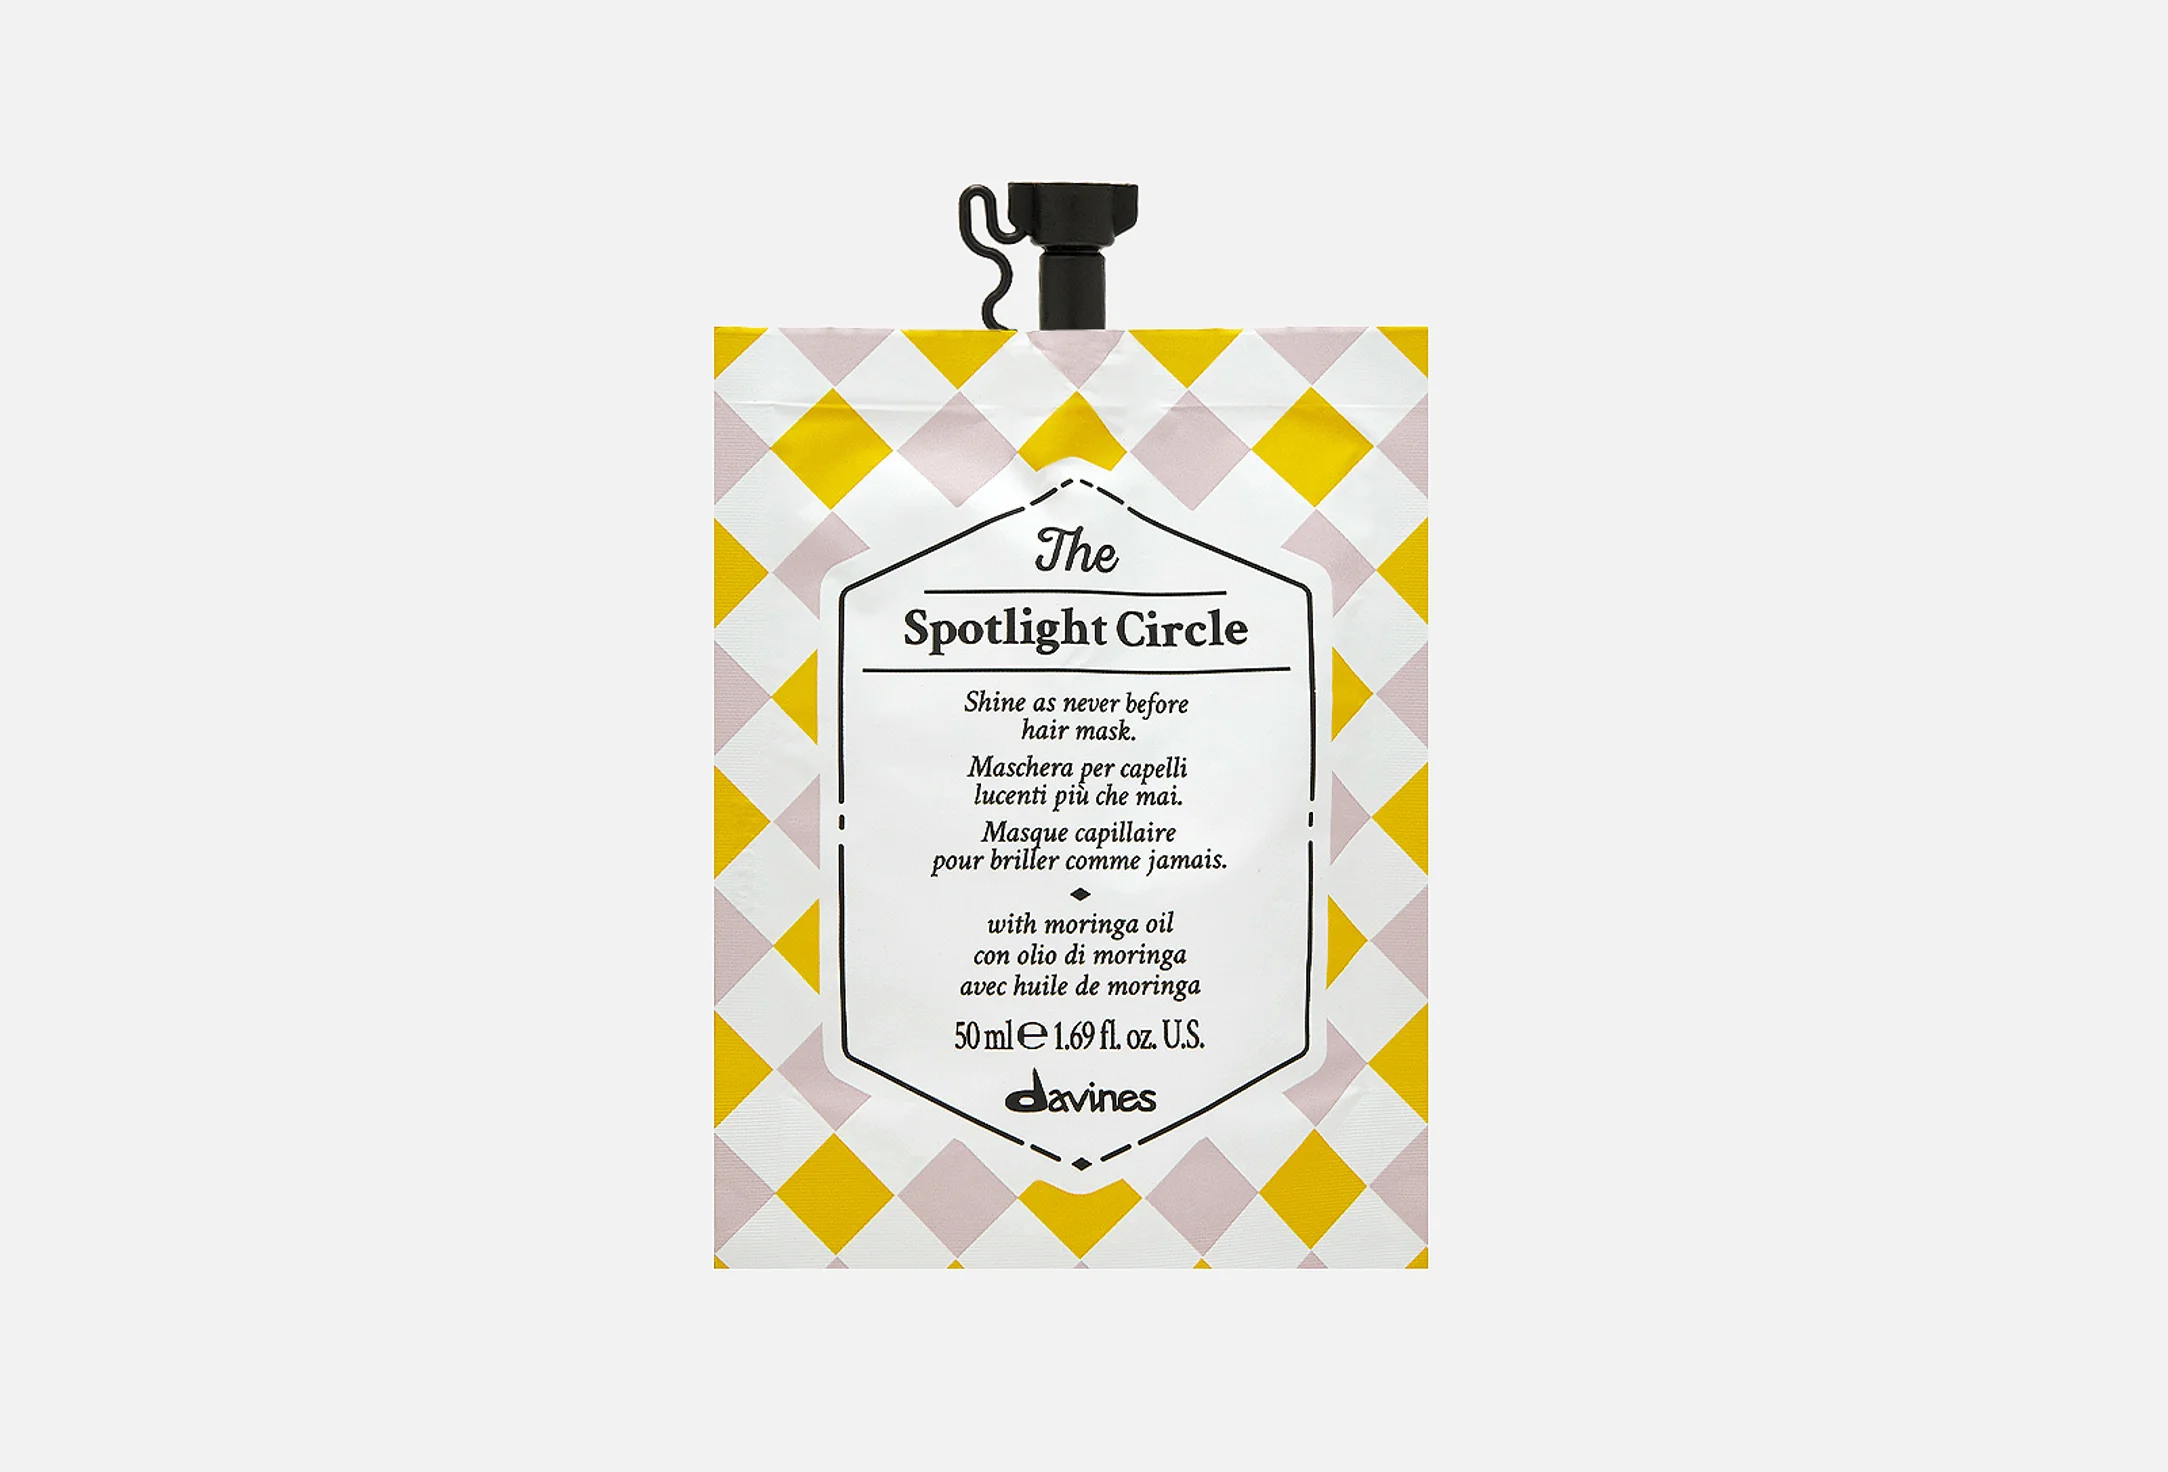 The
Spotlight Circle
Shine as never before
hair mask.
Maschera per capelli
lucenti più che mai.
Masque capillaire
pour briller comme jamais.
with moringa oil
con olio di moringa
avec huile de moringa
50 ml ℮ 1.69 fl. oz. U.S.
davines